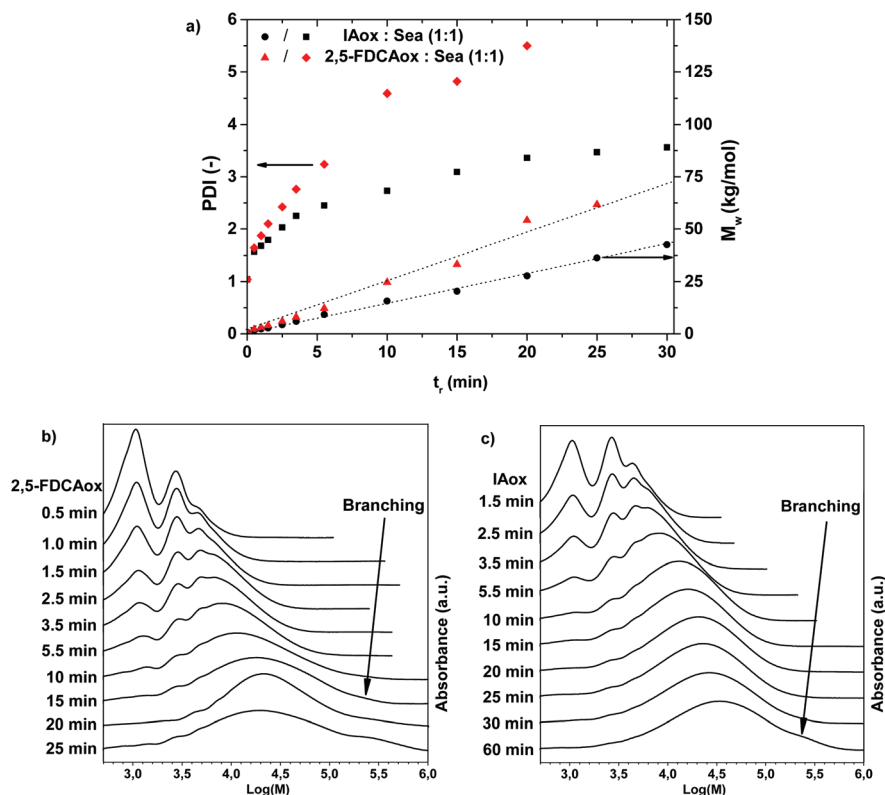 a)
● / ■ IAox : Sea (1:1)
▲ / ◆ 2,5-FDCAox : Sea (1:1)
PDI (-)
6
5
4
3
2
1
0
M_w (kg/mol)
150
125
100
75
50
25
0
0 5 10 15 20 25 30
t_r (min)
b)
2,5-FDCAox
0.5 min
1.0 min
1.5 min
2.5 min
3.5 min
5.5 min
10 min
15 min
20 min
25 min
Branching
Absorbance (a.u.)
3,0 3,5 4,0 4,5 5,0 5,5 6,0
Log(M)
c)
IAox
1.5 min
2.5 min
3.5 min
5.5 min
10 min
15 min
20 min
25 min
30 min
60 min
Branching
Absorbance (a.u.)
3,0 3,5 4,0 4,5 5,0 5,5 6,0
Log(M)